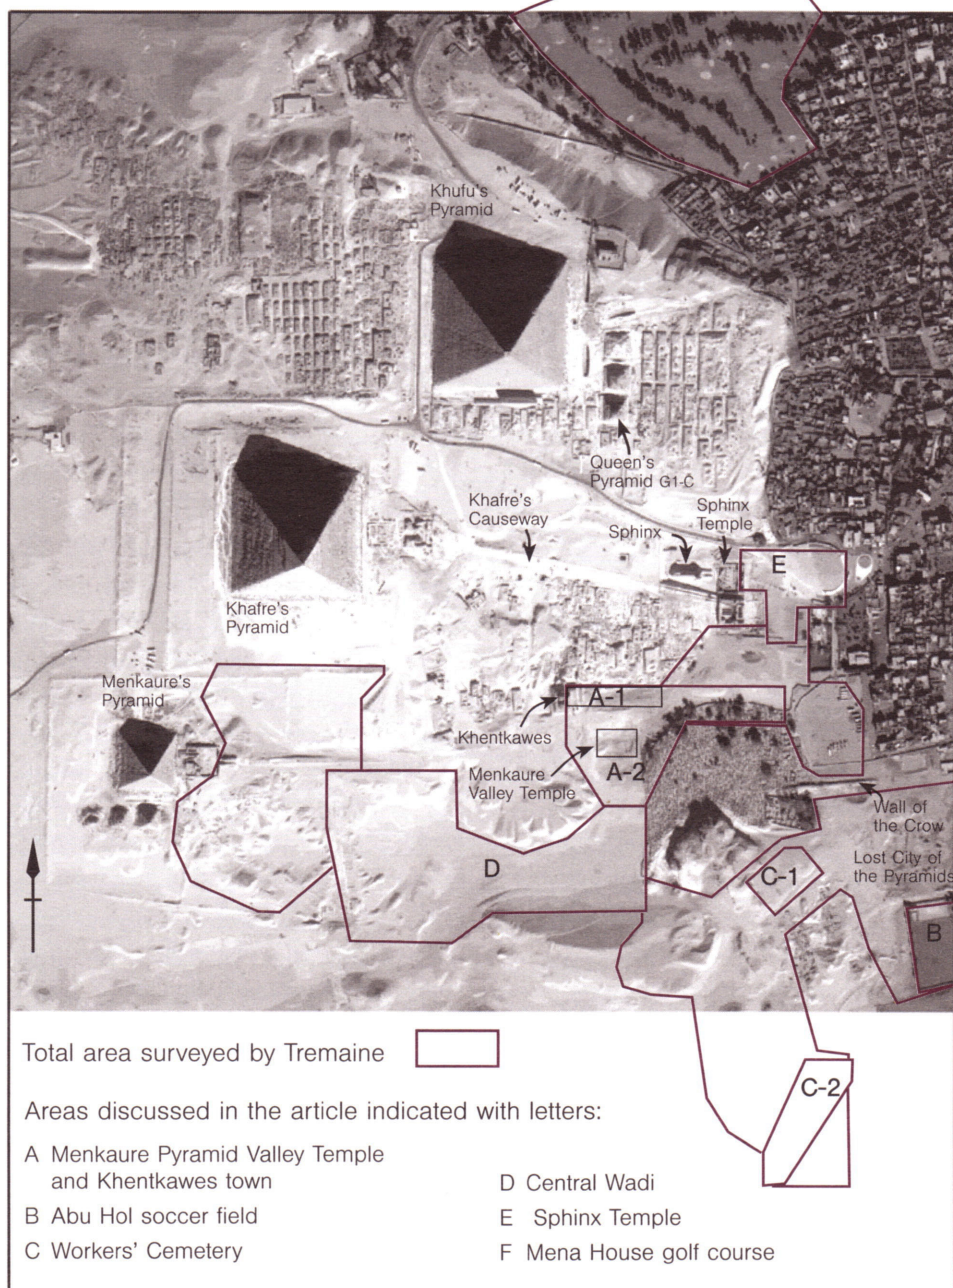 Khufu's
Pyramid
Queen's
Pyramid G1-C
Khafre's
Causeway
Sphinx
Temple
Sphinx
E
Khafre's
Pyramid
Menkaure's
Pyramid
A-1
Khentkawes
Menkaure
Valley Temple
A-2
Wall of
the Crow
Lost City of
the Pyramids
D
C-1
B
C-2
Total area surveyed by Tremaine
Areas discussed in the article indicated with letters:
A Menkaure Pyramid Valley Temple
and Khentkawes town
B Abu Hol soccer field
C Workers' Cemetery
D Central Wadi
E Sphinx Temple
F Mena House golf course